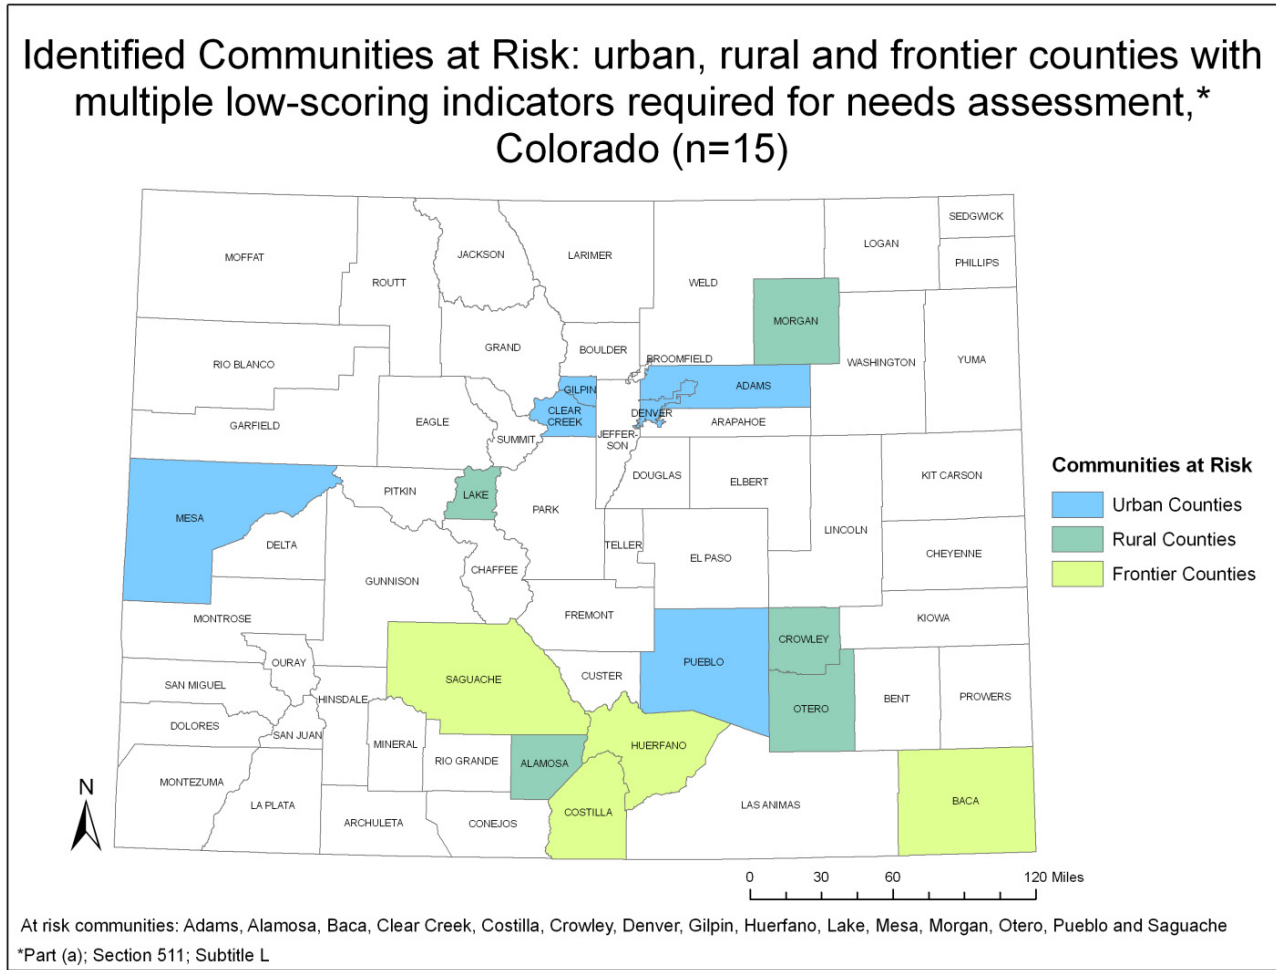 Identified Communities at Risk: urban, rural and frontier counties with
multiple low-scoring indicators required for needs assessment,*
Colorado (n=15)
SEDGWICK
LOGAN
PHILLIPS
MOFFAT
JACKSON
LARIMER
ROUTT
WELD
MORGAN
GRAND
BOULDER
BROOMFIELD
WASHINGTON
YUMA
RIO BLANCO
GILPIN
ADAMS
CLEAR
CREEK
DENVER
ARAPAHOE
GARFIELD
EAGLE
SUMMIT
JEFFER-
SON
DOUGLAS
ELBERT
KIT CARSON
PITKIN
LAKE
PARK
MESA
DELTA
TELLER
EL PASO
LINCOLN
CHEYENNE
GUNNISON
CHAFFEE
FREMONT
KIOWA
MONTROSE
CROWLEY
OURAY
SAGUACHE
CUSTER
PUEBLO
SAN MIGUEL
HINSDALE
OTERO
BENT
PROWERS
DOLORES
SAN JUAN
MINERAL
RIO GRANDE
ALAMOSA
HUERFANO
MONTEZUMA
LA PLATA
ARCHULETA
CONEJOS
COSTILLA
LAS ANIMAS
BACA
Communities at Risk
Urban Counties
Rural Counties
Frontier Counties
N
0 30 60 120 Miles
At risk communities: Adams, Alamosa, Baca, Clear Creek, Costilla, Crowley, Denver, Gilpin, Huerfano, Lake, Mesa, Morgan, Otero, Pueblo and Saguache
*Part (a); Section 511; Subtitle L